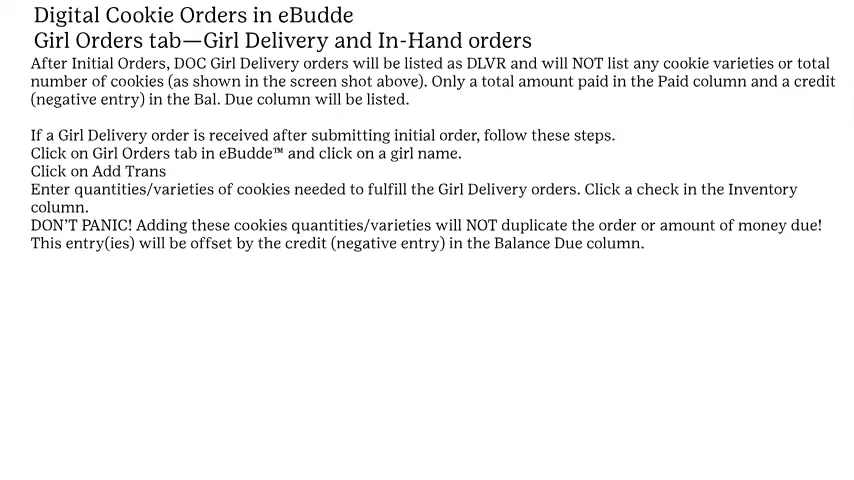 Digital Cookie Orders in eBudde
Girl Orders tab—Girl Delivery and In-Hand orders
After Initial Orders, DOC Girl Delivery orders will be listed as DLVR and will NOT list any cookie varieties or total
number of cookies (as shown in the screen shot above). Only a total amount paid in the Paid column and a credit
(negative entry) in the Bal. Due column will be listed.
If a Girl Delivery order is received after submitting initial order, follow these steps.
Click on Girl Orders tab in eBudde™ and click on a girl name.
Click on Add Trans
Enter quantities/varieties of cookies needed to fulfill the Girl Delivery orders. Click a check in the Inventory
column.
DON'T PANIC! Adding these cookies quantities/varieties will NOT duplicate the order or amount of money due!
This entry(ies) will be offset by the credit (negative entry) in the Balance Due column.